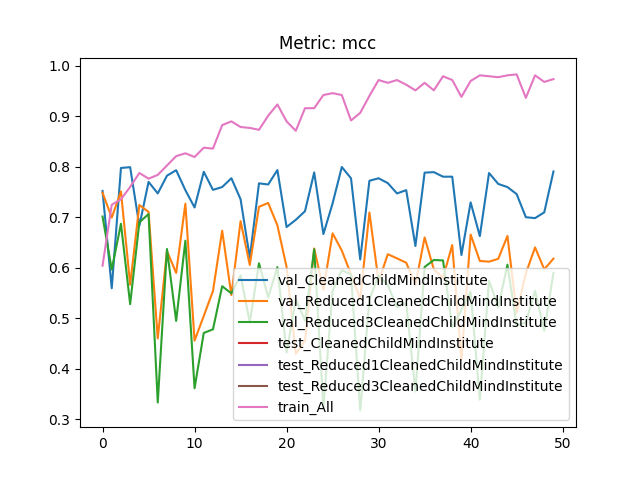 Metric: mcc
1.0
0.9
0.8
0.7
0.6
0.5
0.4
0.3
0
10
20
30
40
50
val_CleanedChildMindInstitute
val_Reduced1CleanedChildMindInstitute
val_Reduced3CleanedChildMindInstitute
test_CleanedChildMindInstitute
test_Reduced1CleanedChildMindInstitute
test_Reduced3CleanedChildMindInstitute
train_All